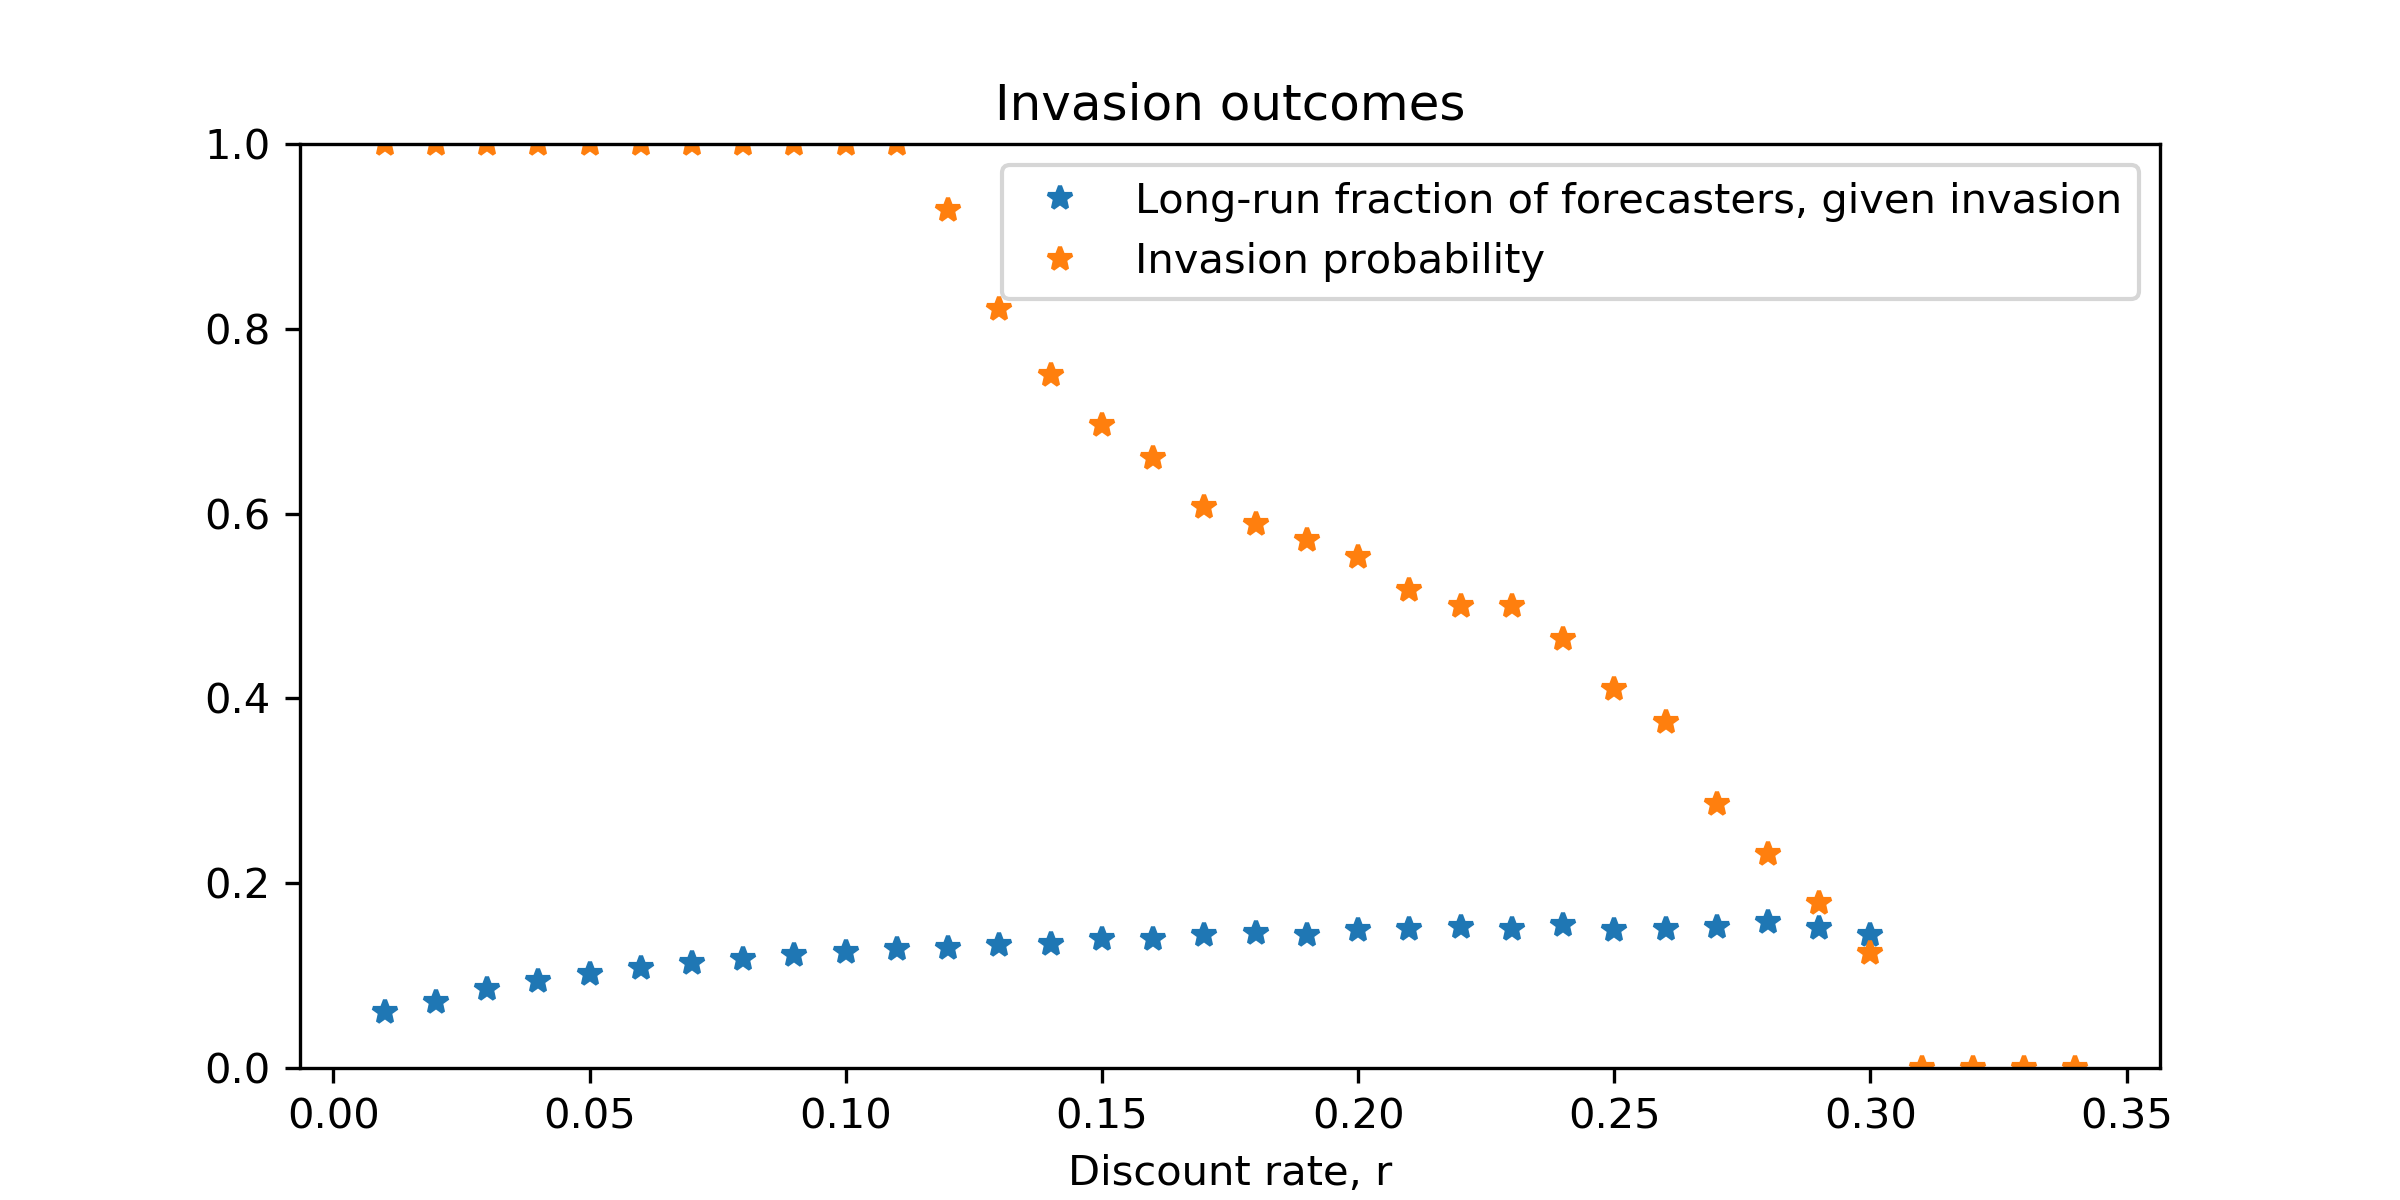 Invasion outcomes
1.0
0.8
0.6
0.4
0.2
0.0
Long-run fraction of forecasters, given invasion
Invasion probability
0.00 0.05 0.10 0.15 0.20 0.25 0.30 0.35
Discount rate, r